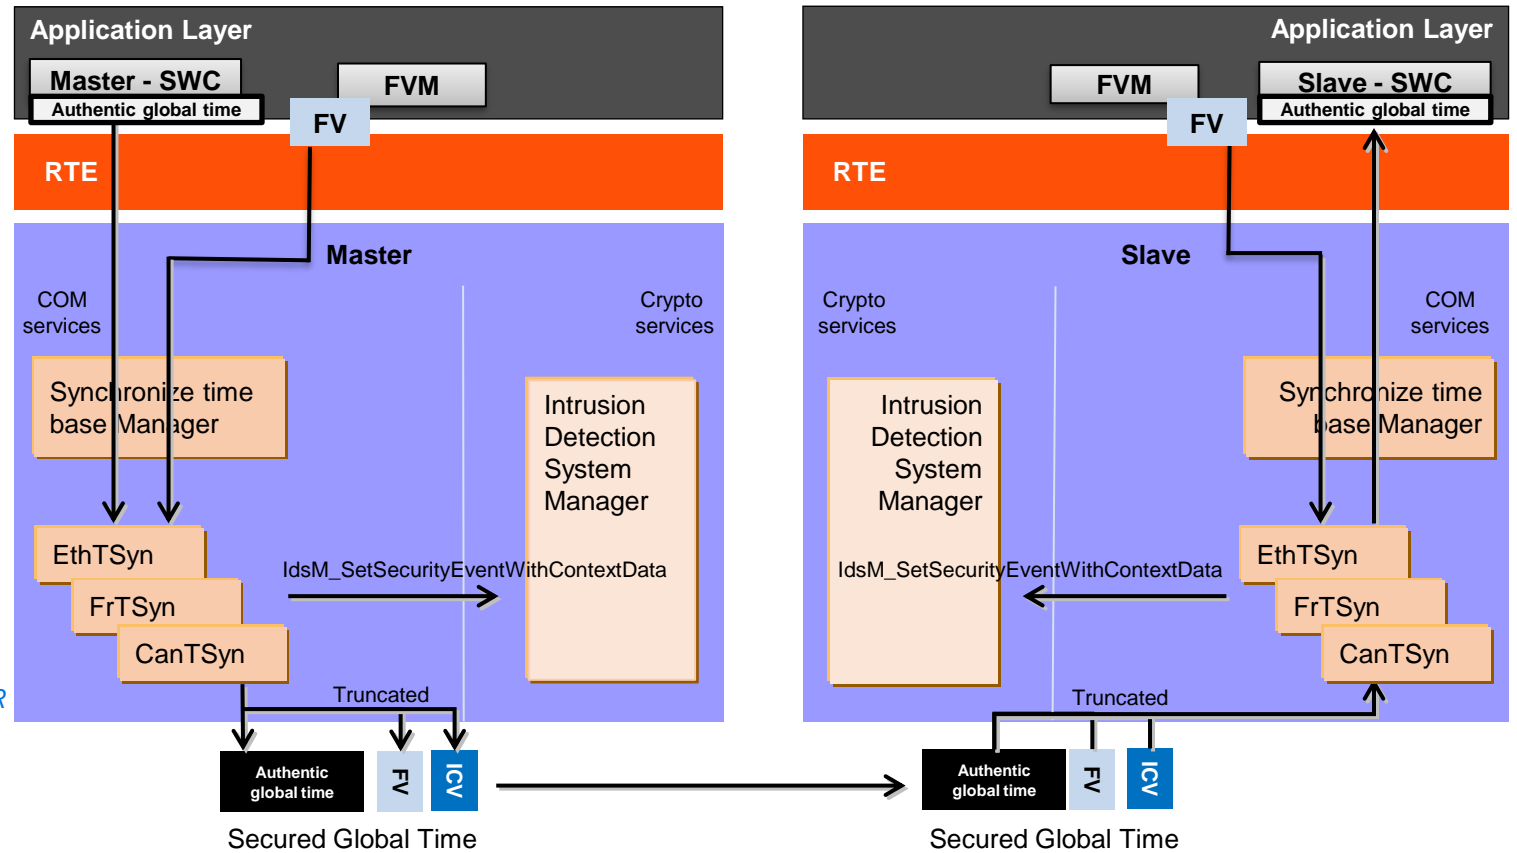 Application Layer
Master - SWC
Authentic global time
FVM
FV
RTE
Master
COM
services
Crypto
services
Synchronize time
base Manager
Intrusion
Detection
System
Manager
EthTSyn
FrTSyn
CanTSyn
IdsM_SetSecurityEventWithContextData
Truncated
R
Authentic
global time
FV
ICV
Secured Global Time
Application Layer
FVM
Slave - SWC
Authentic global time
FV
RTE
Slave
Crypto
services
COM
services
Intrusion
Detection
System
Manager
Synchronize time
base Manager
IdsM_SetSecurityEventWithContextData
EthTSyn
FrTSyn
CanTSyn
Truncated
Authentic
global time
FV
ICV
Secured Global Time